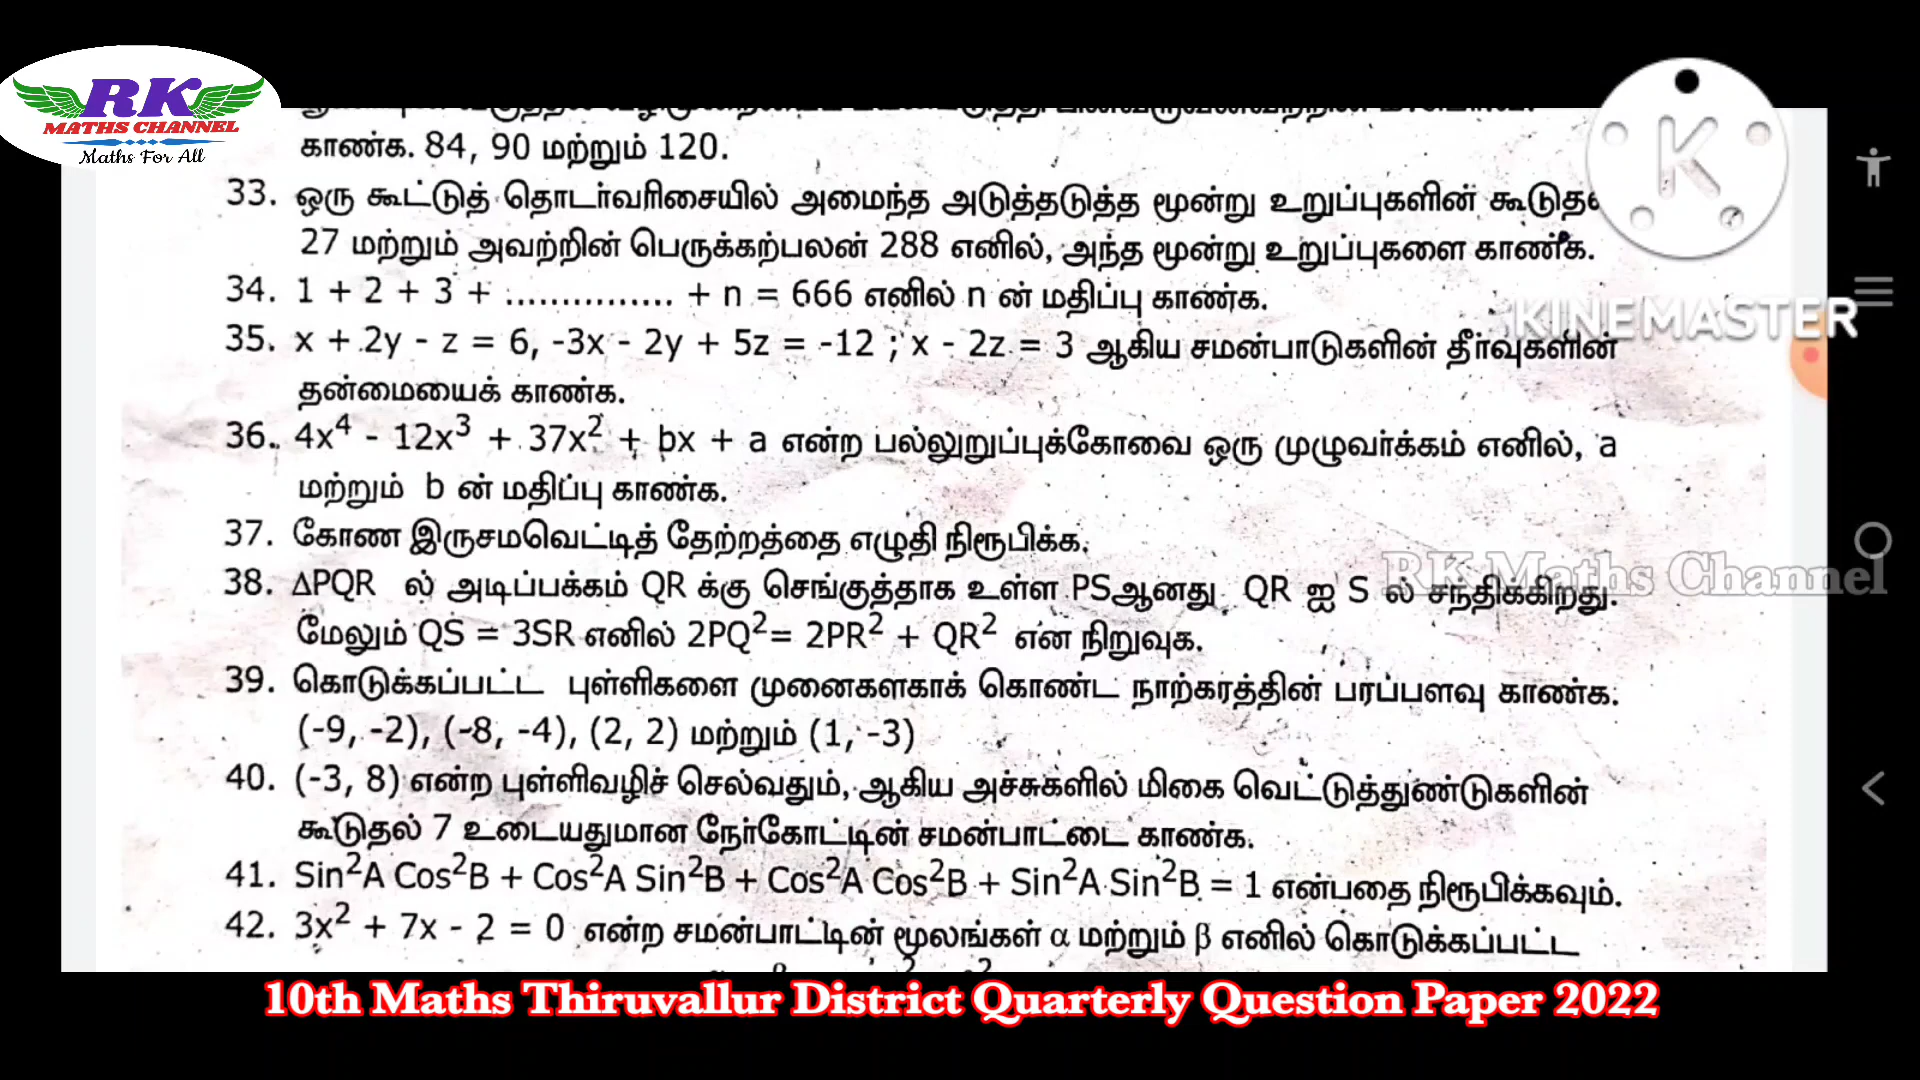 RK
MATHS CHANNEL
Maths For All
காண்க. 84, 90 மற்றும் 120.
33. ஒரு கூட்டுத் தொடர்வரிசையில் அமைந்த அடுத்தடுத்த மூன்று உறுப்புகளின்
27 மற்றும் அவற்றின் பெருக்கற்பலன் 288 எனில், அந்த மூன்று உறுப்புகளை காண்க.
34. 1 + 2 + 3 + ............... + n = 666 எனில் n ன் மதிப்பு காண்க.
KINEMASTER
35. x + 2y - z = 6, -3x - 2y + 5z = -12 ; x - 2z = 3 ஆகிய சமன்பாடுகளின் தீர்வுகளின்
தன்மையைக் காண்க.
36. 4x⁴ - 12x³ + 37x² + bx + a என்ற பல்லுறுப்புக்கோவை ஒரு முழுவர்க்கம் எனில், a
மற்றும் b ன் மதிப்பு காண்க.
37. கோண இருசமவெட்டித் தேற்றத்தை எழுதி நிரூபிக்க.
RK Maths Channel
38. ΔPQR ல் அடிப்பக்கம் QR க்கு செங்குத்தாக உள்ள PSஆனது QR ஐ S ல் சந்திக்கிறது.
மேலும் QS = 3SR எனில் 2PQ²= 2PR² + QR² என நிறுவுக.
39. கொடுக்கப்பட்ட புள்ளிகளை முனைகளகாக் கொண்ட நாற்கரத்தின் பரப்பளவு காண்க.
(-9, -2), (-8, -4), (2, 2) மற்றும் (1, -3)
40. (-3, 8) என்ற புள்ளிவழிச் செல்வதும், ஆகிய அச்சுகளில் மிகை வெட்டுத்துண்டுகளின்
கூடுதல் 7 உடையதுமான நேர்கோட்டின் சமன்பாட்டை காண்க.
41. Sin²A Cos²B + Cos²A Sin²B + Cos²A Cos²B + Sin²A Sin²B = 1 என்பதை நிரூபிக்கவும்.
42. 3x² + 7x - 2 = 0 என்ற சமன்பாட்டின் மூலங்கள் α மற்றும் β எனில் கொடுக்கப்பட்ட
10th Maths Thiruvallur District Quarterly Question Paper 2022